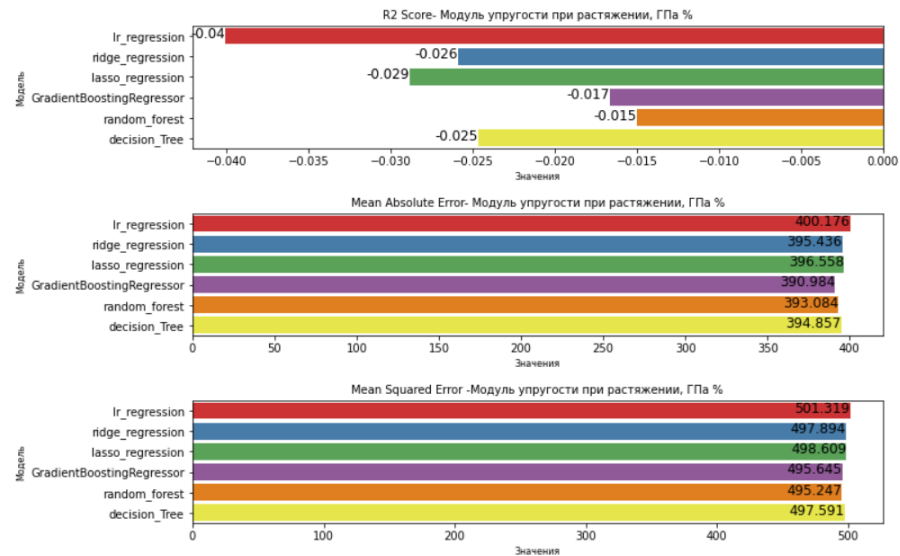 R2 Score- Модуль упругости при растяжении, ГПа %
Модель
lr_regression
-0.04
ridge_regression
-0.026
lasso_regression
-0.029
GradientBoostingRegressor
-0.017
random_forest
-0.015
decision_Tree
-0.025
−0.040 −0.035 −0.030 −0.025 −0.020 −0.015 −0.010 −0.005 0.000
Значения
Mean Absolute Error- Модуль упругости при растяжении, ГПа %
Модель
lr_regression
400.176
ridge_regression
395.436
lasso_regression
396.558
GradientBoostingRegressor
390.984
random_forest
393.084
decision_Tree
394.857
0 50 100 150 200 250 300 350 400
Значения
Mean Squared Error -Модуль упругости при растяжении, ГПа %
Модель
lr_regression
501.319
ridge_regression
497.894
lasso_regression
498.609
GradientBoostingRegressor
495.645
random_forest
495.247
decision_Tree
497.591
0 100 200 300 400 500
Значения